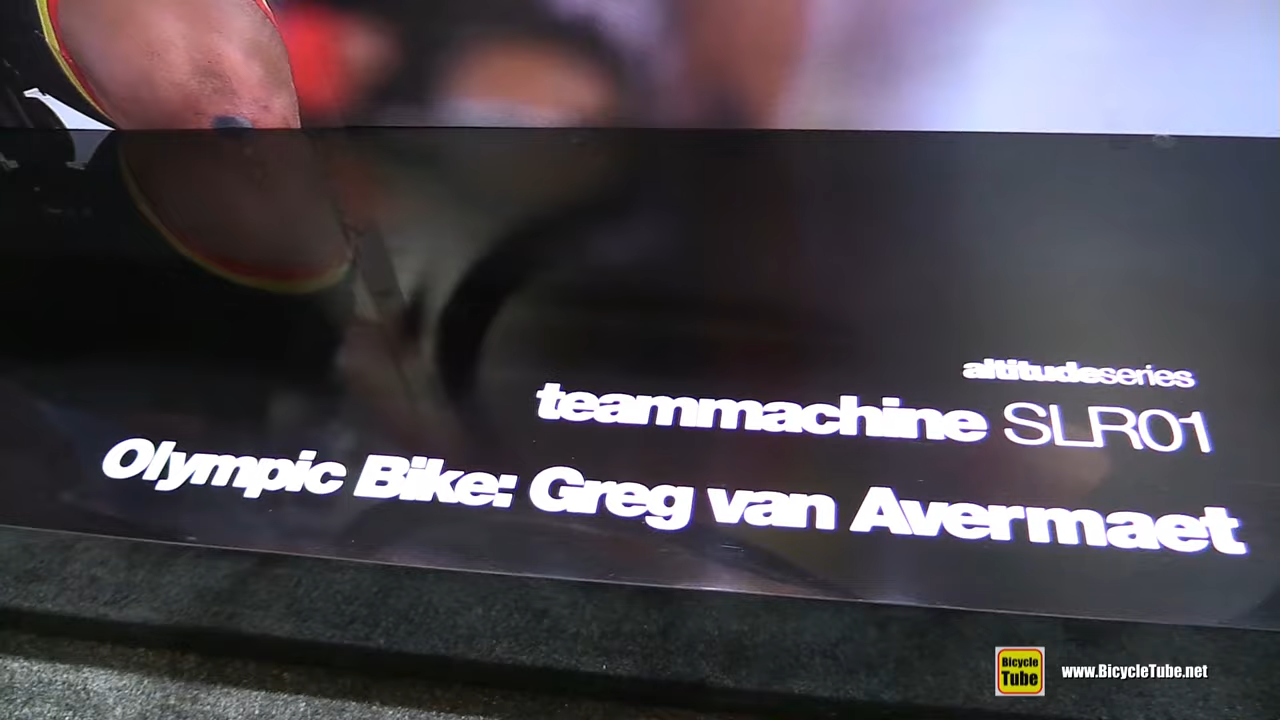 altitudeseries
teammachine SLR01
Olympic Bike: Greg van Avermaet
Bicycle
Tube
www.BicycleTube.net